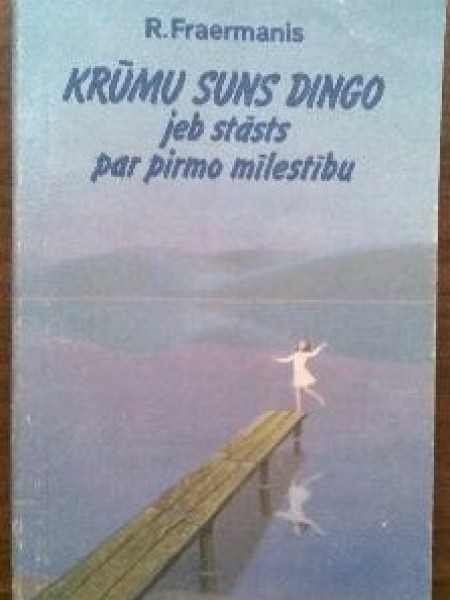 R.Fraermanis
KRŪMU SUNS DINGO
jeb stāsts
par pirmo mīlestību